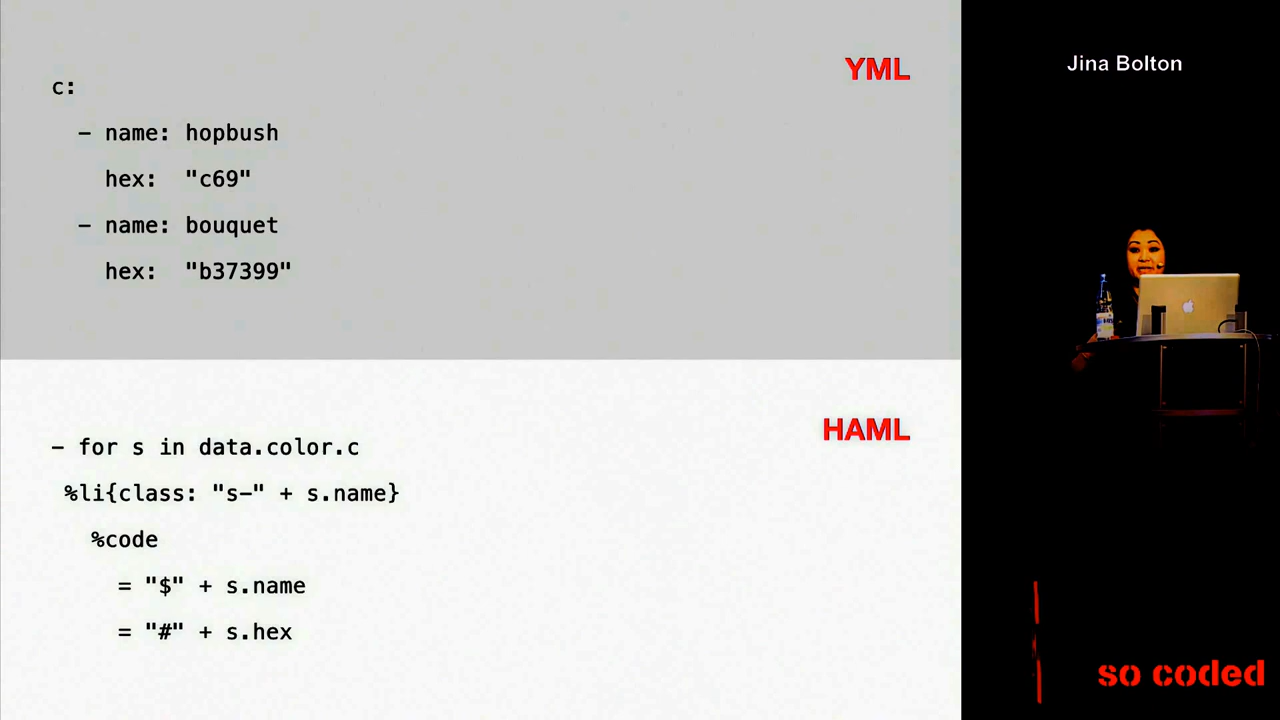 YML
c:
- name: hopbush
hex: "c69"
- name: bouquet
hex: "b37399"
HAML
- for s in data.color.c
%li{class: "s-" + s.name}
%code
= "$" + s.name
= "#" + s.hex
Jina Bolton
so coded